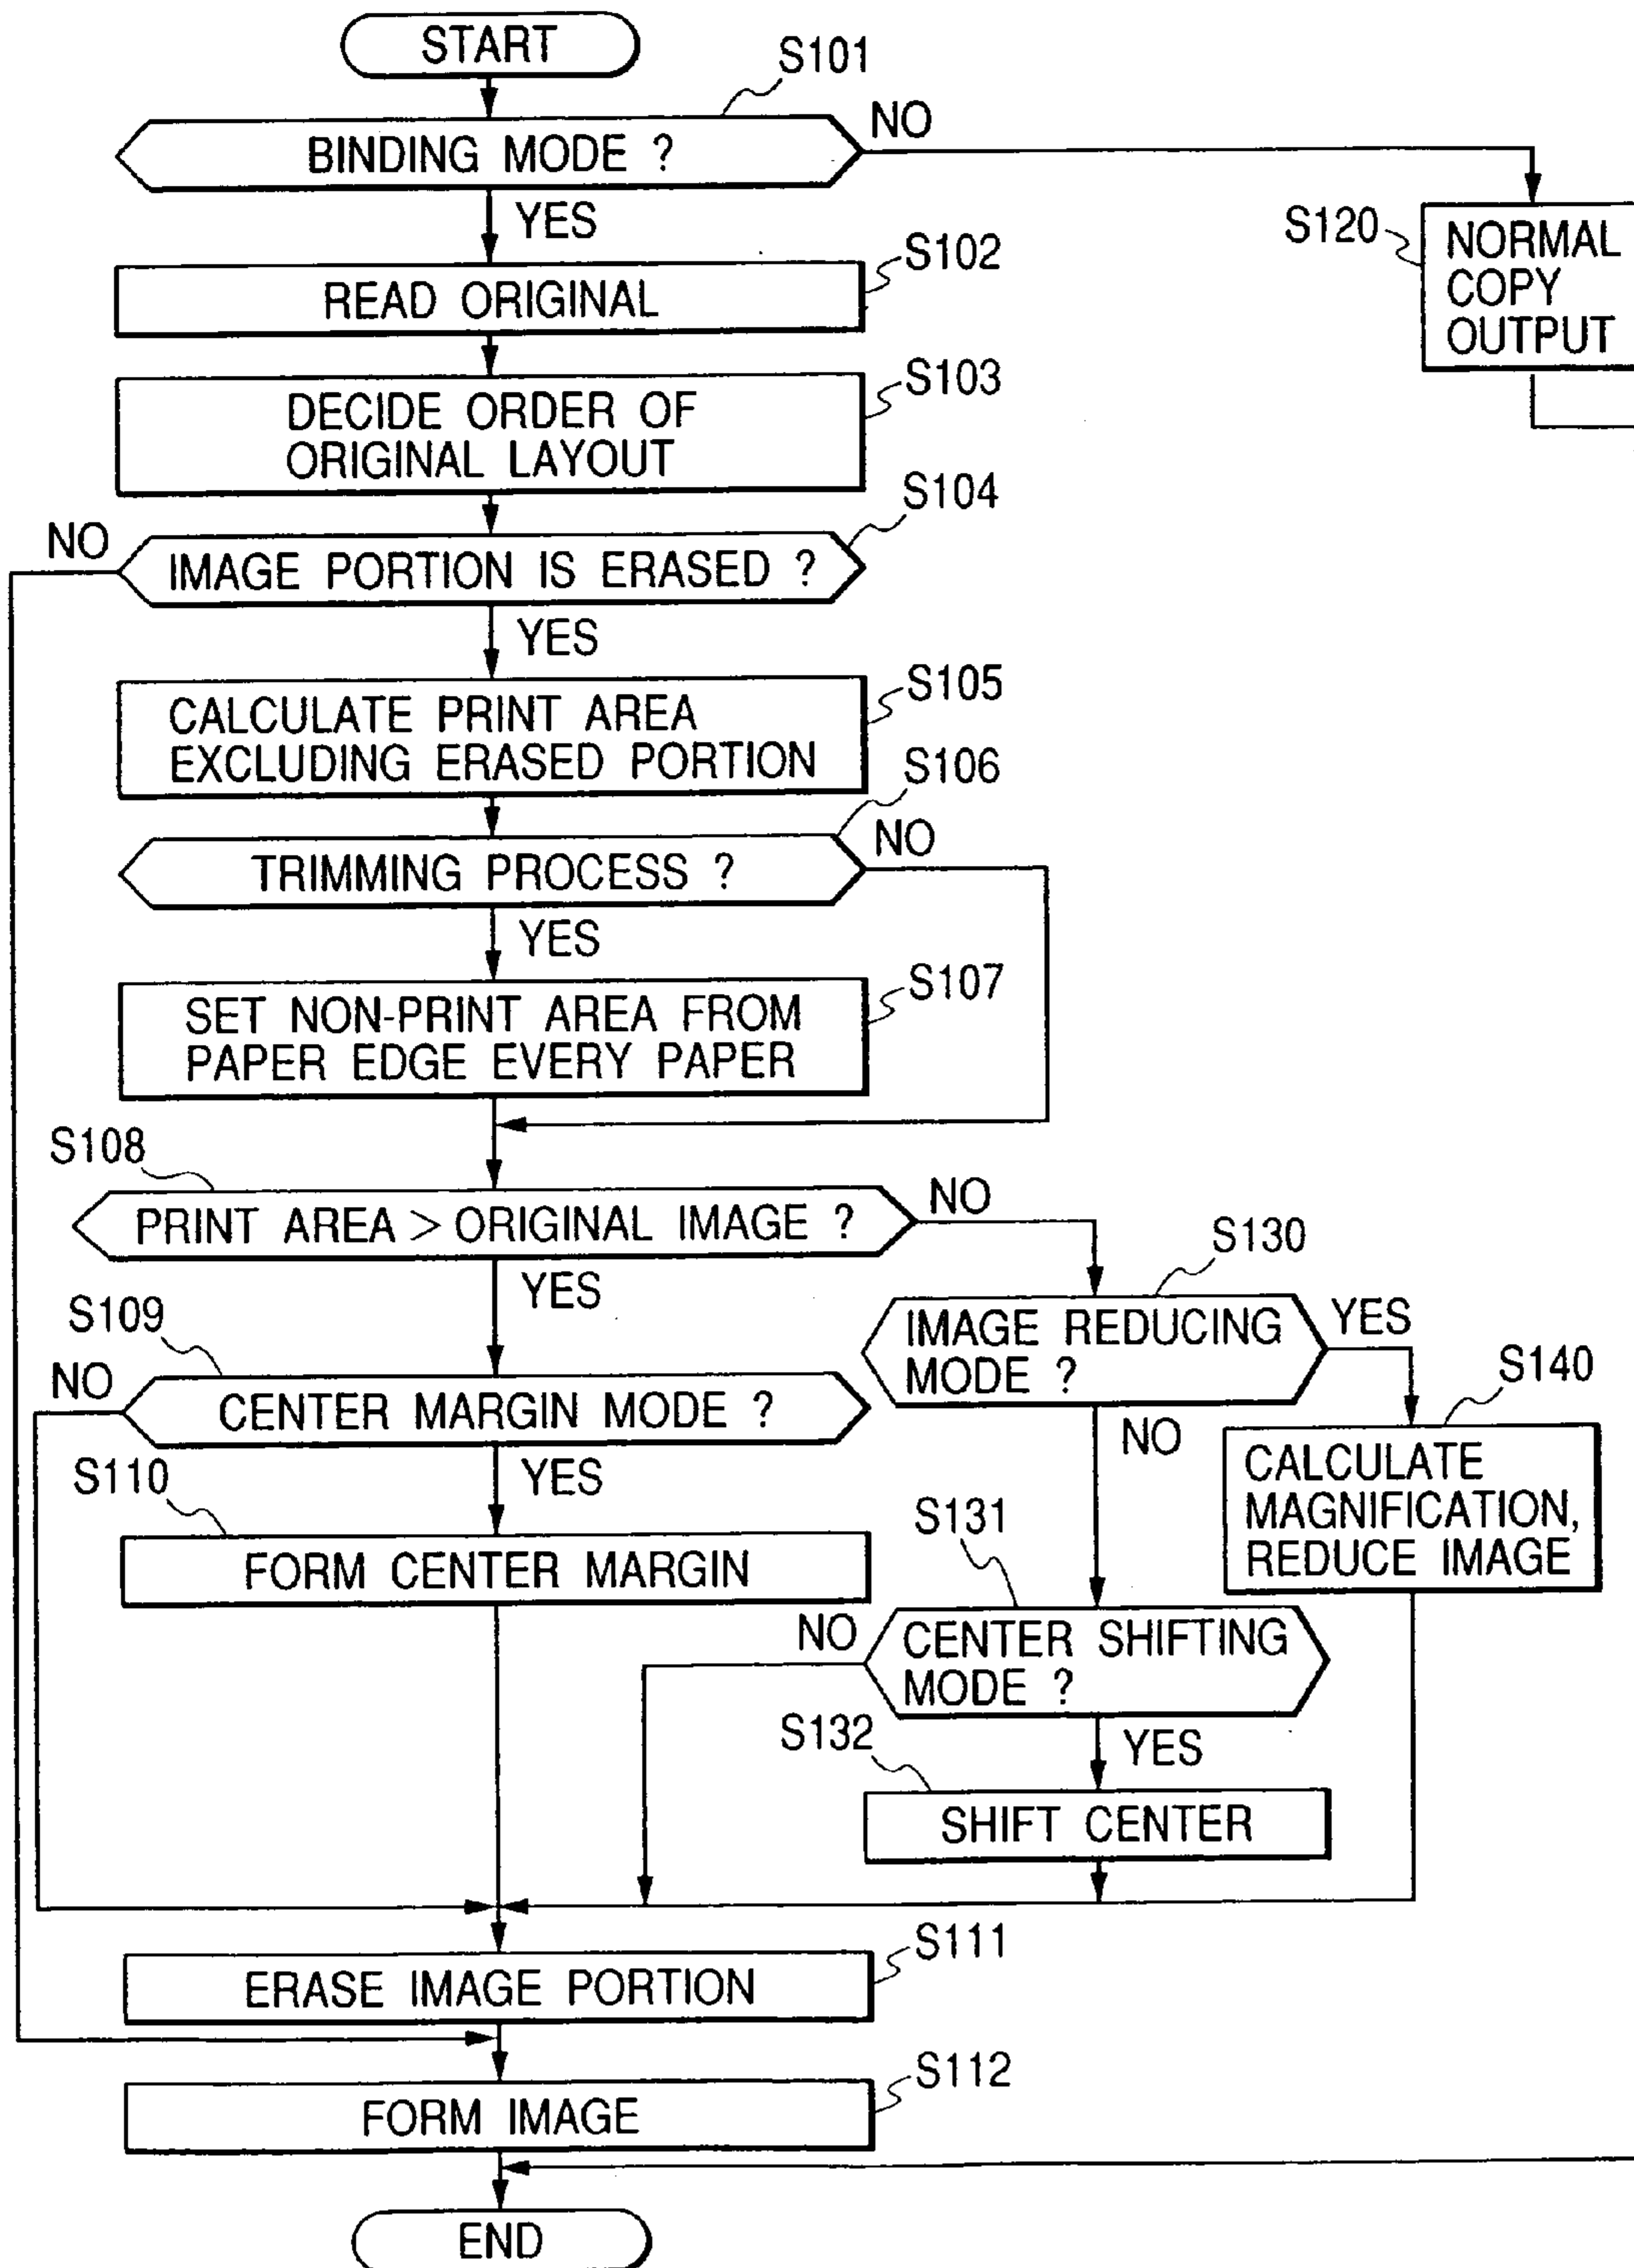 START
S101
BINDING MODE ?
NO
YES
S120
NORMAL
COPY
OUTPUT
S102
READ ORIGINAL
S103
DECIDE ORDER OF
ORIGINAL LAYOUT
S104
NO
IMAGE PORTION IS ERASED ?
YES
S105
CALCULATE PRINT AREA
EXCLUDING ERASED PORTION
S106
NO
TRIMMING PROCESS ?
YES
S107
SET NON-PRINT AREA FROM
PAPER EDGE EVERY PAPER
S108
PRINT AREA > ORIGINAL IMAGE ?
NO
YES
S130
IMAGE REDUCING
MODE ?
YES
NO
S140
CALCULATE
MAGNIFICATION,
REDUCE IMAGE
S109
NO
CENTER MARGIN MODE ?
YES
S110
FORM CENTER MARGIN
S131
NO
CENTER SHIFTING
MODE ?
YES
S132
SHIFT CENTER
S111
ERASE IMAGE PORTION
S112
FORM IMAGE
END